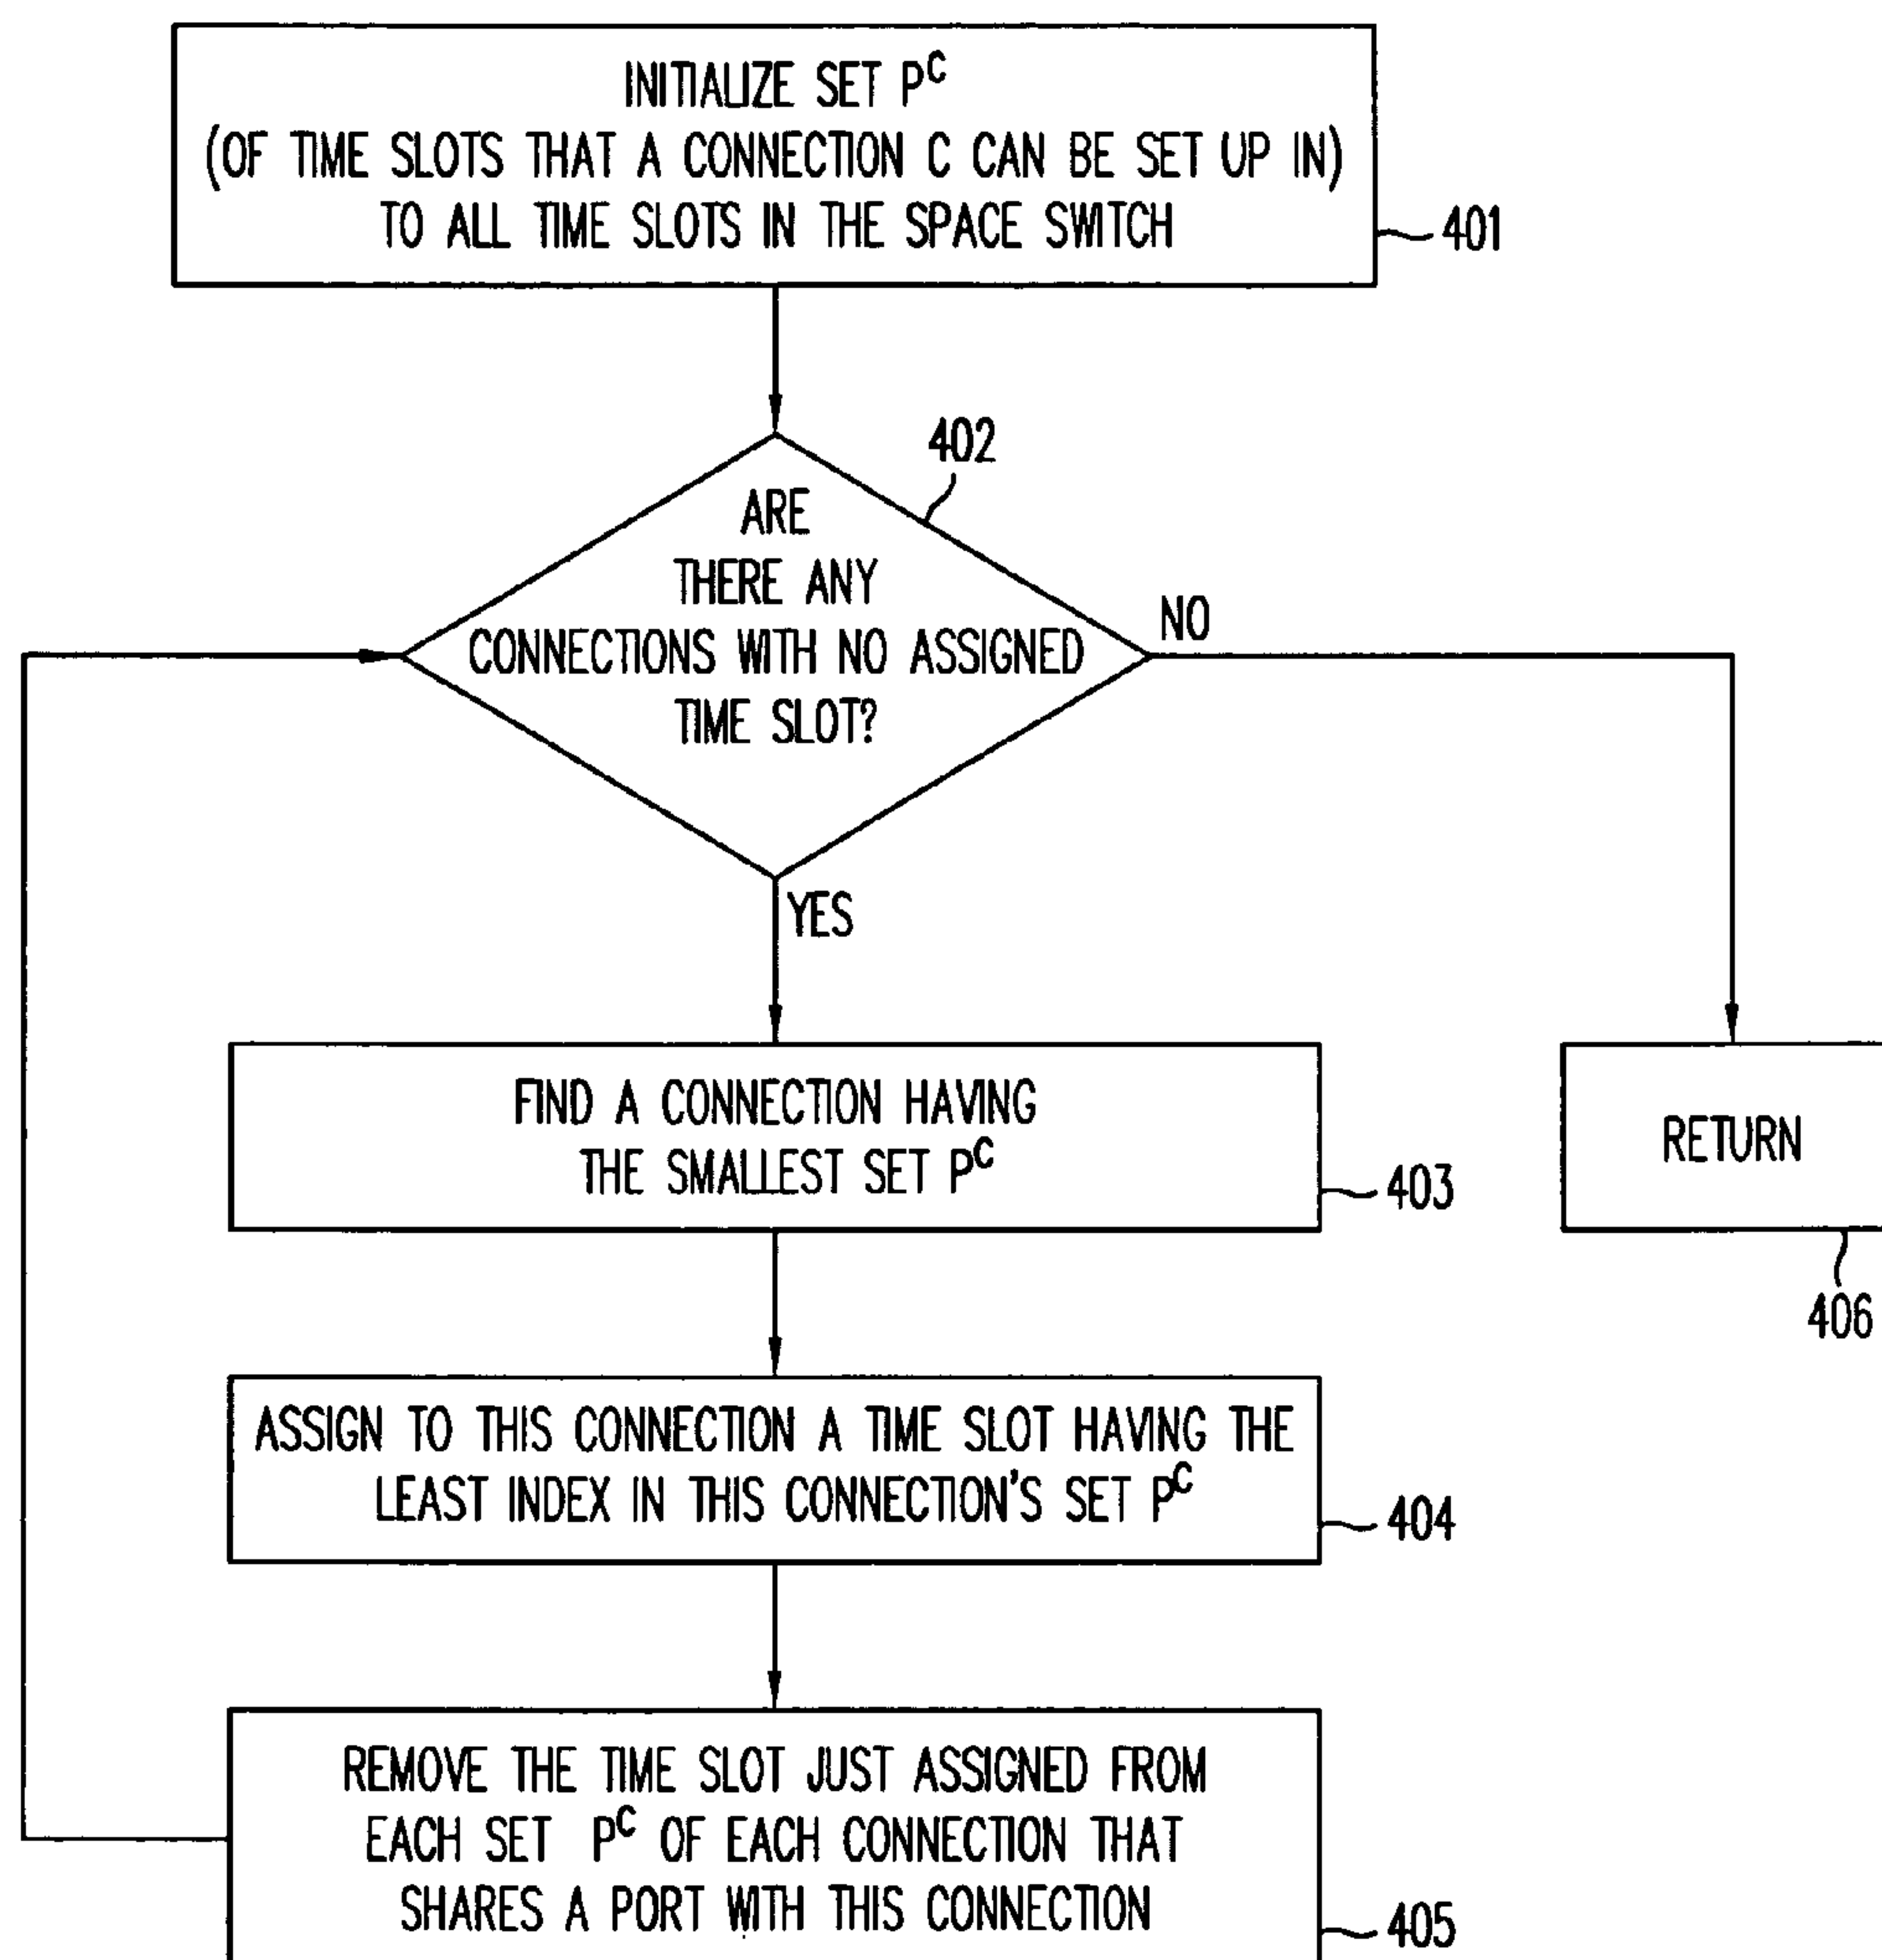 INITIALIZE SET P^C
(OF TIME SLOTS THAT A CONNECTION C CAN BE SET UP IN)
TO ALL TIME SLOTS IN THE SPACE SWITCH
401
402
ARE
THERE ANY
CONNECTIONS WITH NO ASSIGNED
TIME SLOT?
NO
YES
FIND A CONNECTION HAVING
THE SMALLEST SET P^C
403
RETURN
406
ASSIGN TO THIS CONNECTION A TIME SLOT HAVING THE
LEAST INDEX IN THIS CONNECTION'S SET P^C
404
REMOVE THE TIME SLOT JUST ASSIGNED FROM
EACH SET P^C OF EACH CONNECTION THAT
SHARES A PORT WITH THIS CONNECTION
405